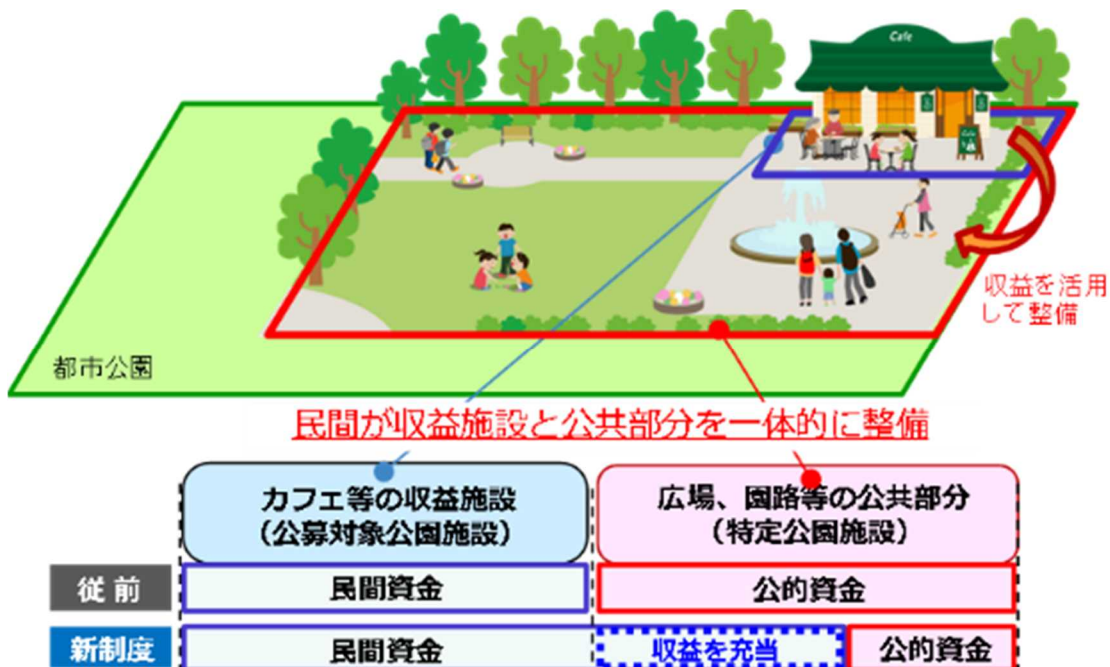 Cafe
Cafe
収益を活用
して整備
都市公園
民間が収益施設と公共部分を一体的に整備
カフェ等の収益施設
(公募対象公園施設)
広場、園路等の公共部分
(特定公園施設)
従前
民間資金
公的資金
新制度
民間資金
収益を充当
公的資金